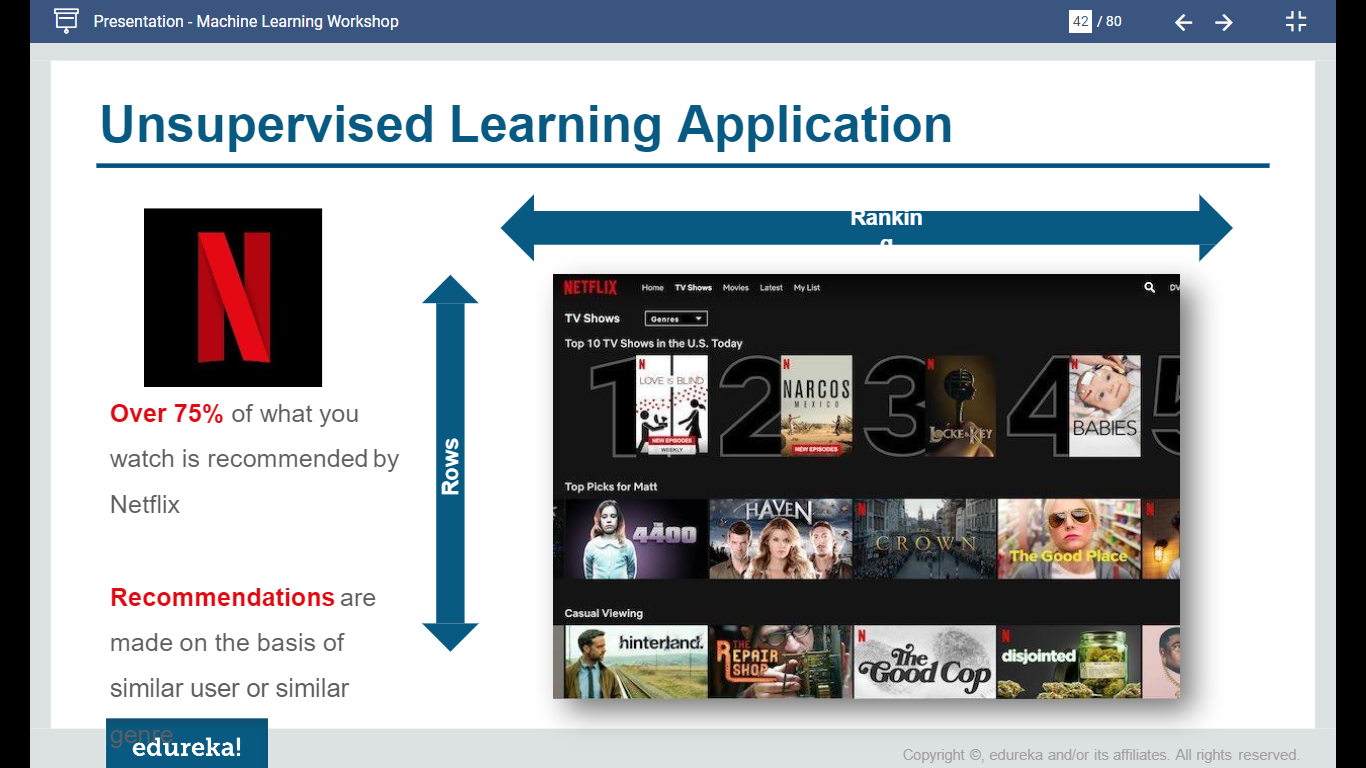 Presentation - Machine Learning Workshop
42 / 80
Unsupervised Learning Application
Rankin
g
Over 75% of what you
watch is recommended by
Netflix
Recommendations are
made on the basis of
similar user or similar
genre
Rows
NETFLIX Home TV Shows Movies Latest My List DV
TV Shows Genres
Top 10 TV Shows in the U.S. Today
1 2 3 4 5
N LOVE IS BLIND NEW EPISODES WEEKLY
N NARCOS MEXICO NEW EPISODES
N LOCKE & KEY
N BABIES
Top Picks for Matt
THE 4400
HAVEN
N THE CROWN
N The Good Place
N
Casual Viewing
hinterland.
THE REPAIR SHOP
N The Good Cop
N disjointed
edureka!
Copyright ©, edureka and/or its affiliates. All rights reserved.